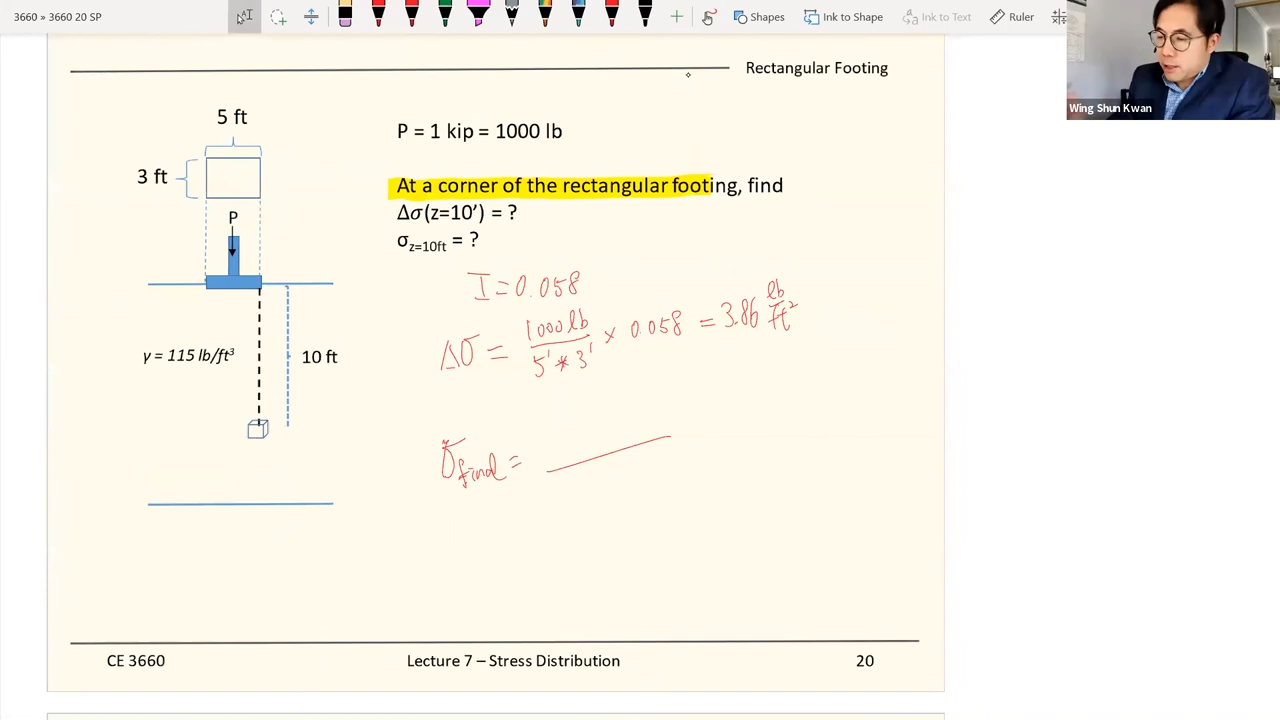 3660 » 3660 20 SP
Shapes
Ink to Shape
Ink to Text
Ruler
Wing Shun Kwan
Rectangular Footing
5 ft
3 ft
P
γ = 115 lb/ft³
10 ft
P = 1 kip = 1000 lb
At a corner of the rectangular footing, find
Δσ(z=10’) = ?
σz=10ft = ?
I = 0.058
Δσ = 1000 lb / 5' * 3' × 0.058 = 3.86 lb/ft²
σfinal =
CE 3660
Lecture 7 – Stress Distribution
20